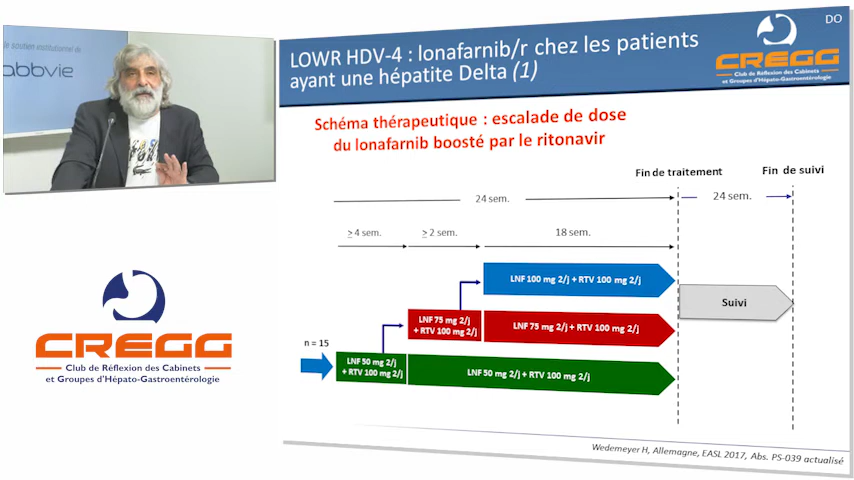 le soutien institutionnel de
abbvie
LOWR HDV-4 : lonafarnib/r chez les patients
ayant une hépatite Delta (1)
DO
CREGG
Club de Réflexion des Cabinets
et Groupes d'Hépato-Gastroentérologie
Schéma thérapeutique : escalade de dose
du lonafarnib boosté par le ritonavir
Fin de traitement
Fin de suivi
24 sem.
24 sem.
≥ 4 sem.
≥ 2 sem.
18 sem.
LNF 100 mg 2/j + RTV 100 mg 2/j
Suivi
LNF 75 mg 2/j
+ RTV 100 mg 2/j
LNF 75 mg 2/j + RTV 100 mg 2/j
n = 15
LNF 50 mg 2/j
+ RTV 100 mg 2/j
LNF 50 mg 2/j + RTV 100 mg 2/j
CREGG
Club de Réflexion des Cabinets
et Groupes d'Hépato-Gastroentérologie
Wedemeyer H, Allemagne, EASL 2017, Abs. PS-039 actualisé